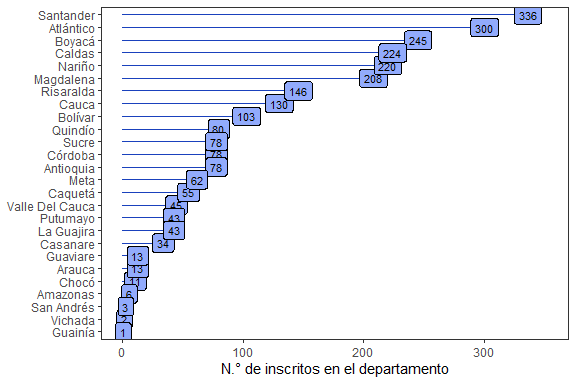 Santander 336
Atlántico 300
Boyacá 245
Caldas 224
Nariño 220
Magdalena 208
Risaralda 146
Cauca 130
Bolívar 103
Quindío 80
Sucre 78
Córdoba 78
Antioquia 78
Meta 62
Caquetá 55
Valle Del Cauca 45
Putumayo 43
La Guajira 43
Casanare 34
Guaviare 13
Arauca 13
Chocó 11
Amazonas 6
San Andrés 3
Vichada 2
Guainía 1
0 100 200 300
N.° de inscritos en el departamento